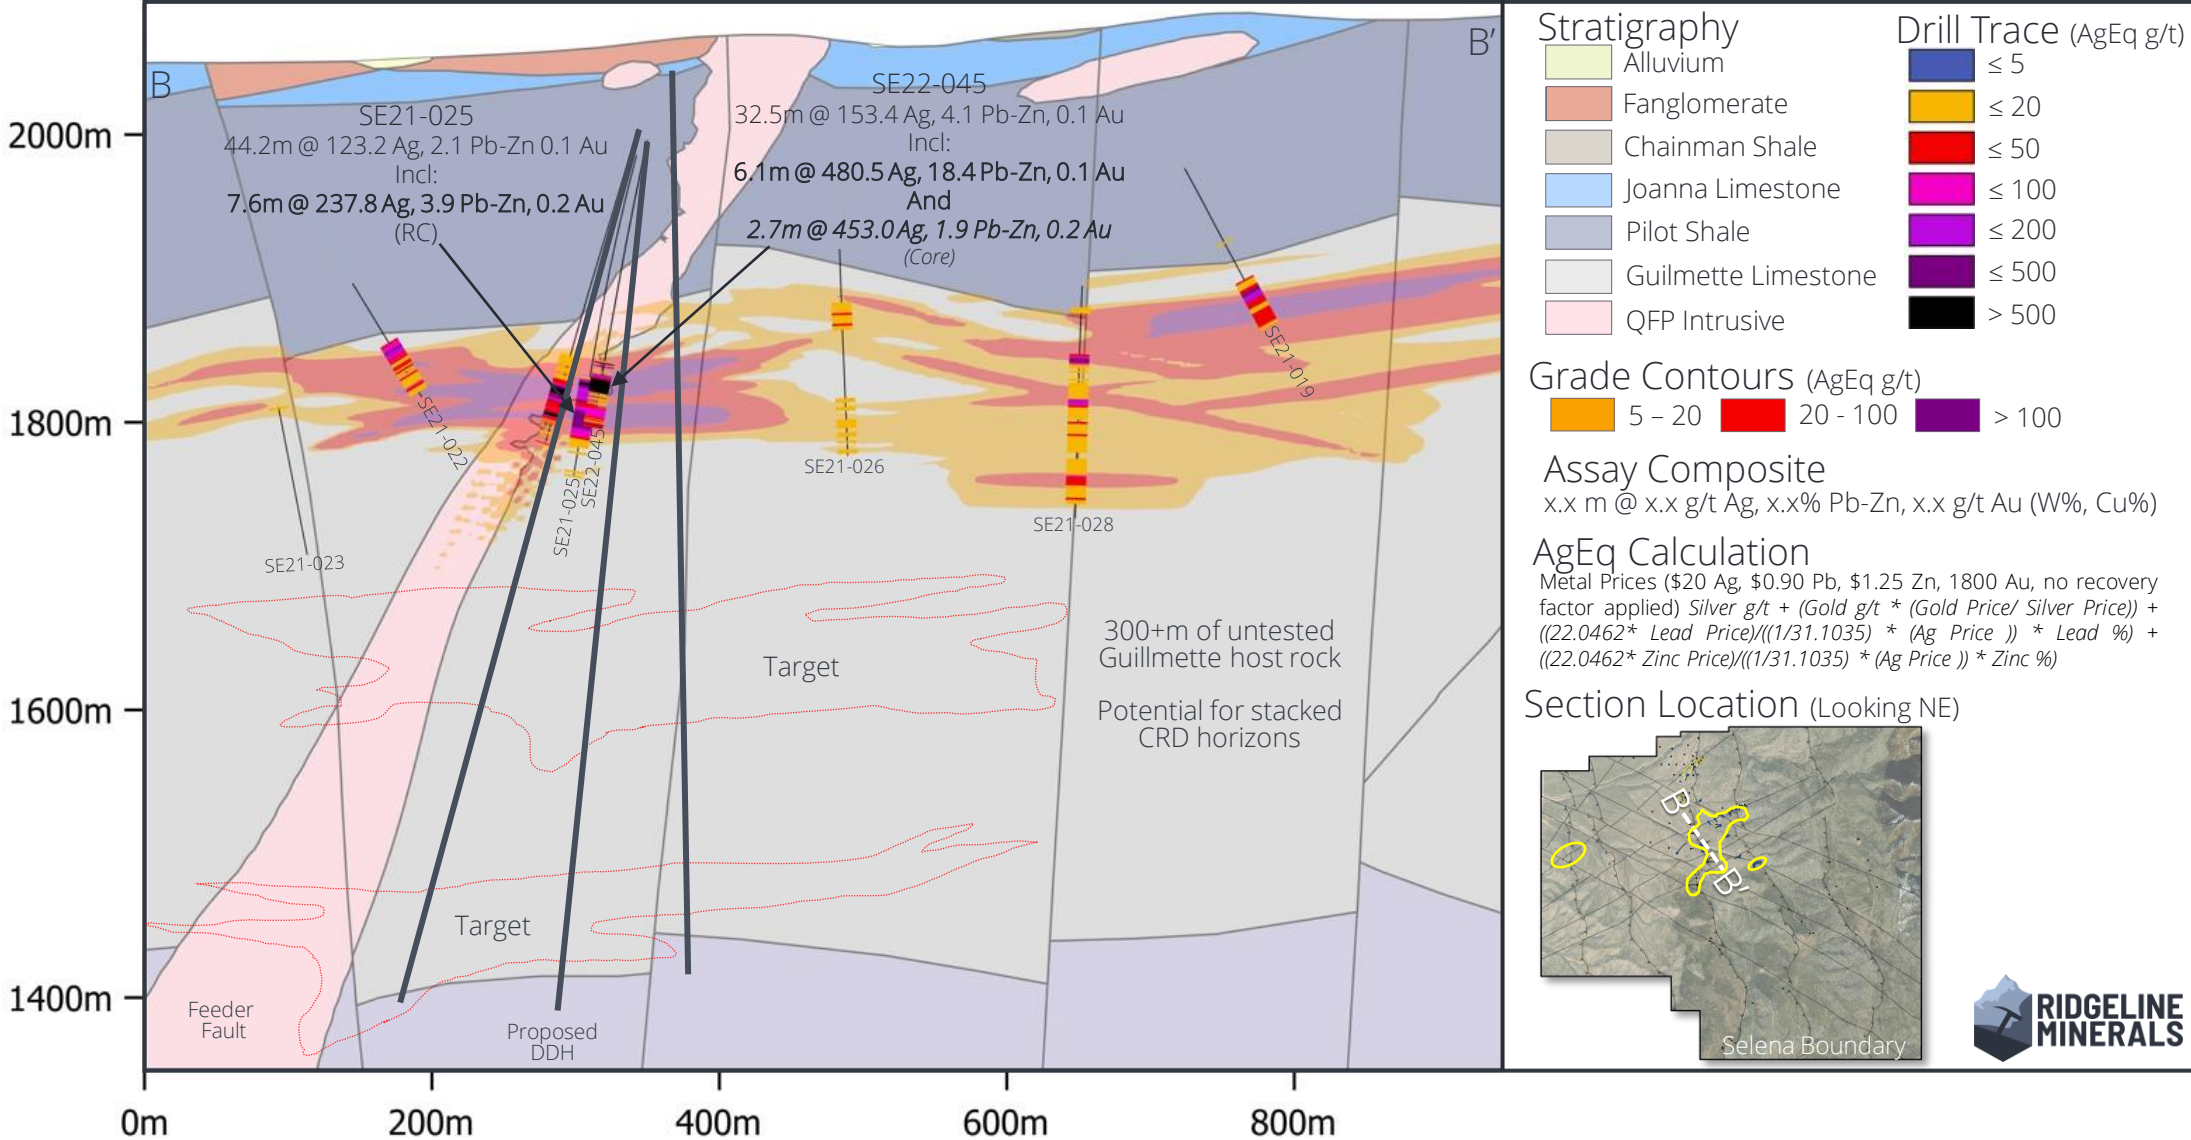 B
B'
2000m
1800m
1600m
1400m
0m
200m
400m
600m
800m
SE21-025
44.2m @ 123.2 Ag, 2.1 Pb-Zn 0.1 Au
Incl:
7.6m @ 237.8 Ag, 3.9 Pb-Zn, 0.2 Au
(RC)
SE22-045
32.5m @ 153.4 Ag, 4.1 Pb-Zn, 0.1 Au
Incl:
6.1m @ 480.5 Ag, 18.4 Pb-Zn, 0.1 Au
And
2.7m @ 453.0 Ag, 1.9 Pb-Zn, 0.2 Au
(Core)
SE21-022
SE21-023
SE21-025
SE22-045
SE21-026
SE21-028
SE21-019
Target
300+m of untested
Guillmette host rock
Potential for stacked
CRD horizons
Target
Feeder
Fault
Proposed
DDH
Stratigraphy
Alluvium
Fanglomerate
Chainman Shale
Joanna Limestone
Pilot Shale
Guilmette Limestone
QFP Intrusive
Drill Trace (AgEq g/t)
≤ 5
≤ 20
≤ 50
≤ 100
≤ 200
≤ 500
> 500
Grade Contours (AgEq g/t)
5 – 20
20 - 100
> 100
Assay Composite
x.x m @ x.x g/t Ag, x.x% Pb-Zn, x.x g/t Au (W%, Cu%)
AgEq Calculation
Metal Prices ($20 Ag, $0.90 Pb, $1.25 Zn, 1800 Au, no recovery
factor applied) Silver g/t + (Gold g/t * (Gold Price/ Silver Price)) +
((22.0462* Lead Price)/((1/31.1035) * (Ag Price )) * Lead %) +
((22.0462* Zinc Price)/((1/31.1035) * (Ag Price )) * Zinc %)
Section Location (Looking NE)
B
B'
Selena Boundary
RIDGELINE
MINERALS